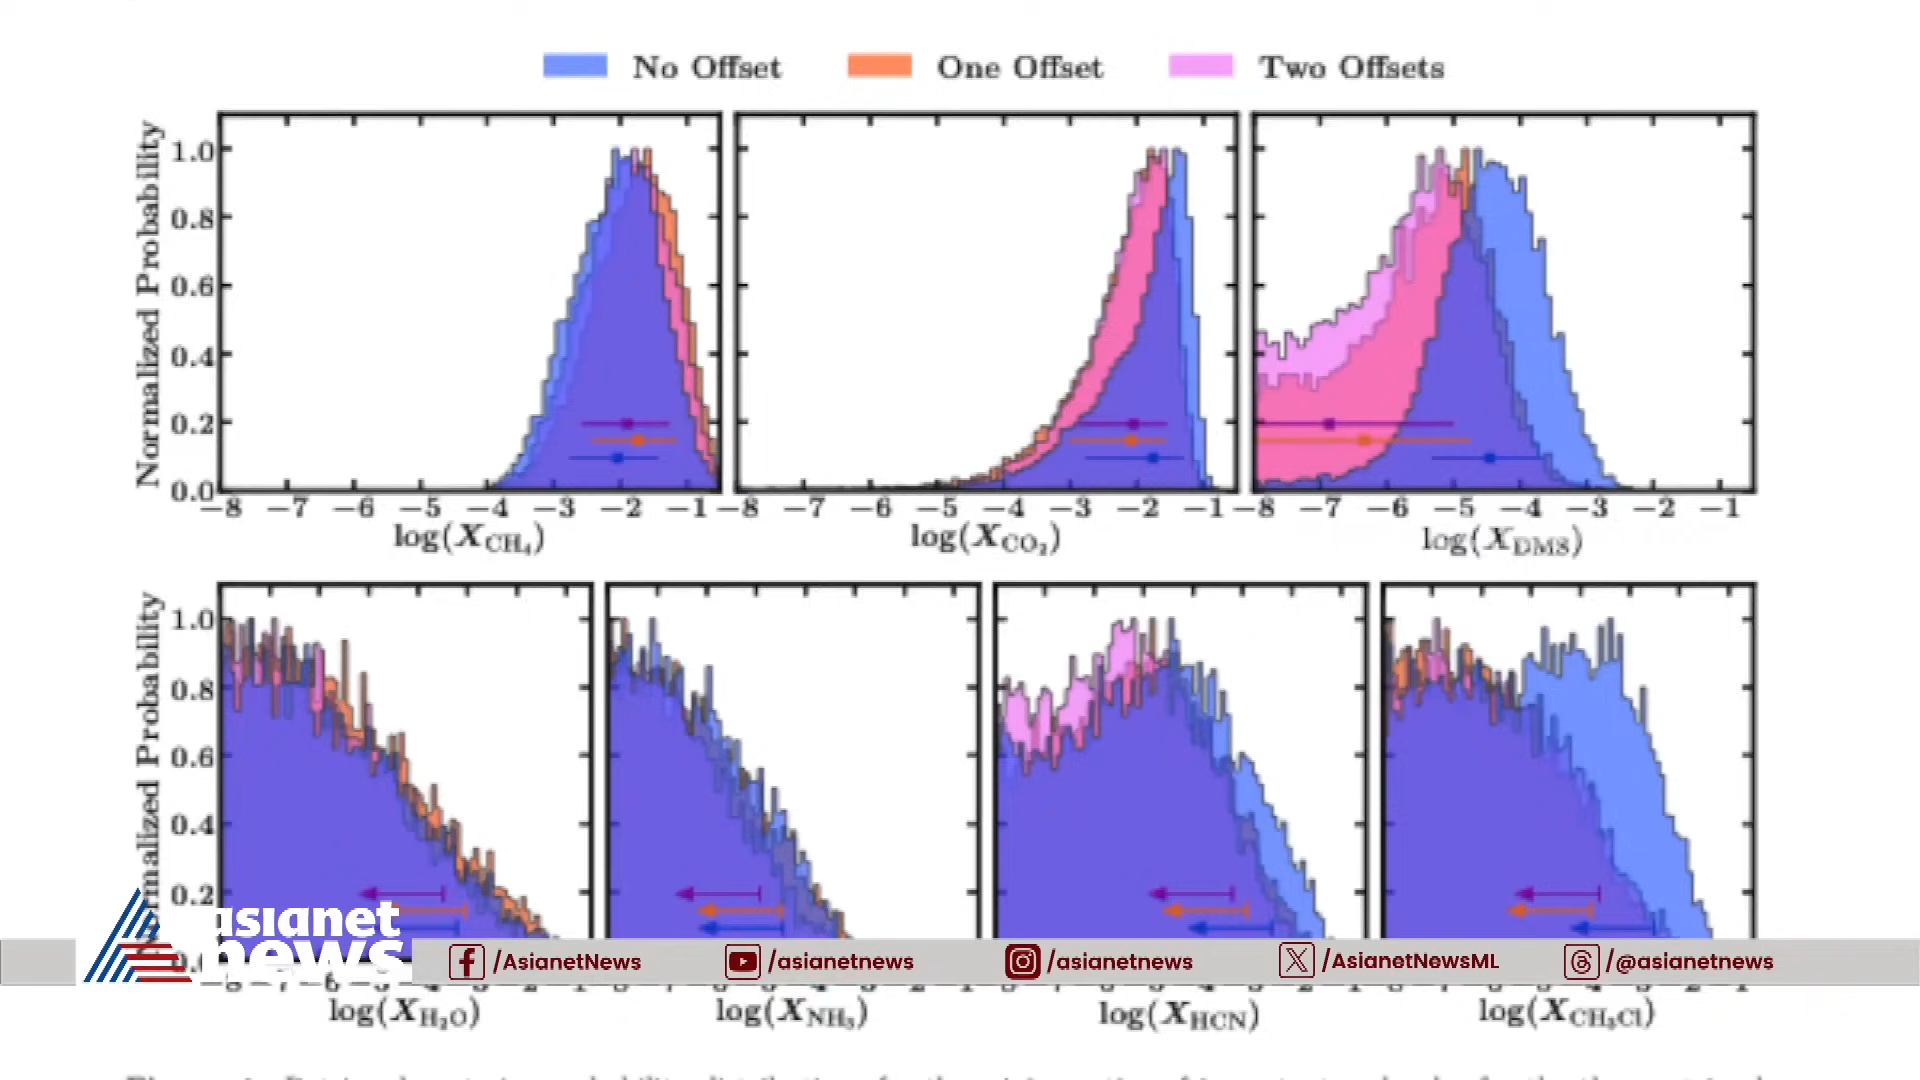 No Offset One Offset Two Offsets
Normalized Probability
1.0
0.8
0.6
0.4
0.2
0.0
−8 −7 −6 −5 −4 −3 −2 −1 −8 −7 −6 −5 −4 −3 −2 −1 −8 −7 −6 −5 −4 −3 −2 −1
log(X_CH₄) log(X_CO₂) log(X_DMS)
Normalized Probability
1.0
0.8
0.6
0.4
0.2
asianet
news
/AsianetNews /asianetnews /asianetnews /AsianetNewsML /@asianetnews
log(X_H₂O) log(X_NH₃) log(X_HCN) log(X_CH₃Cl)